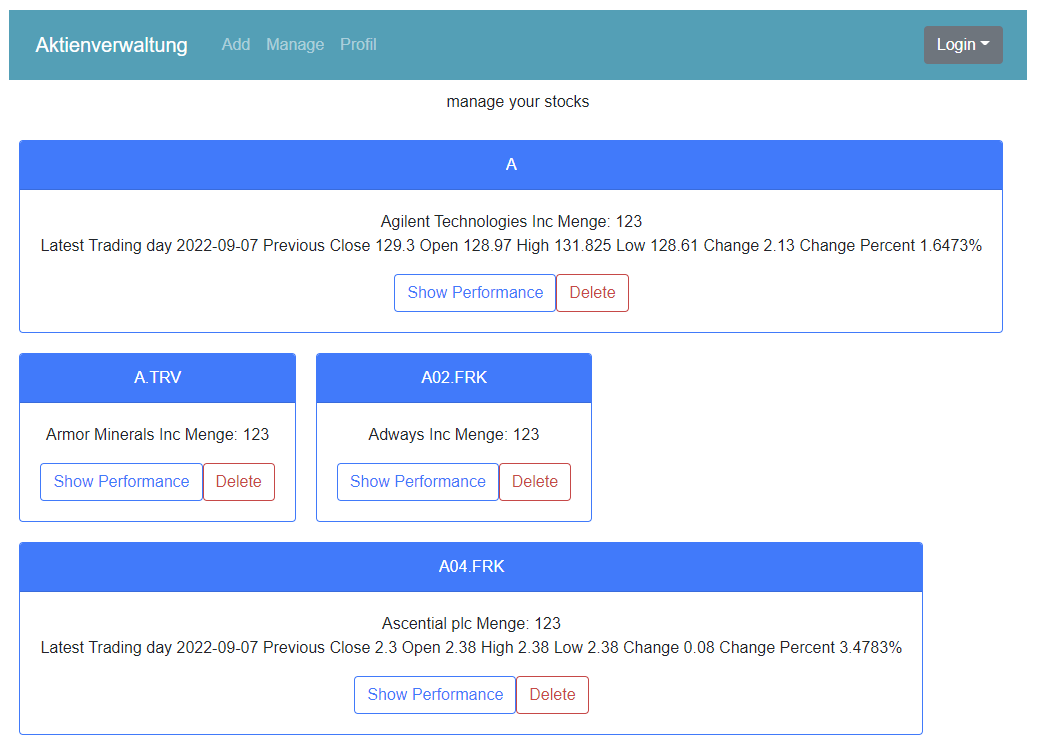 Aktienverwaltung Add Manage Profil Login
manage your stocks
A
Agilent Technologies Inc Menge: 123
Latest Trading day 2022-09-07 Previous Close 129.3 Open 128.97 High 131.825 Low 128.61 Change 2.13 Change Percent 1.6473%
Show Performance Delete
A.TRV
Armor Minerals Inc Menge: 123
Show Performance Delete
A02.FRK
Adways Inc Menge: 123
Show Performance Delete
A04.FRK
Ascential plc Menge: 123
Latest Trading day 2022-09-07 Previous Close 2.3 Open 2.38 High 2.38 Low 2.38 Change 0.08 Change Percent 3.4783%
Show Performance Delete